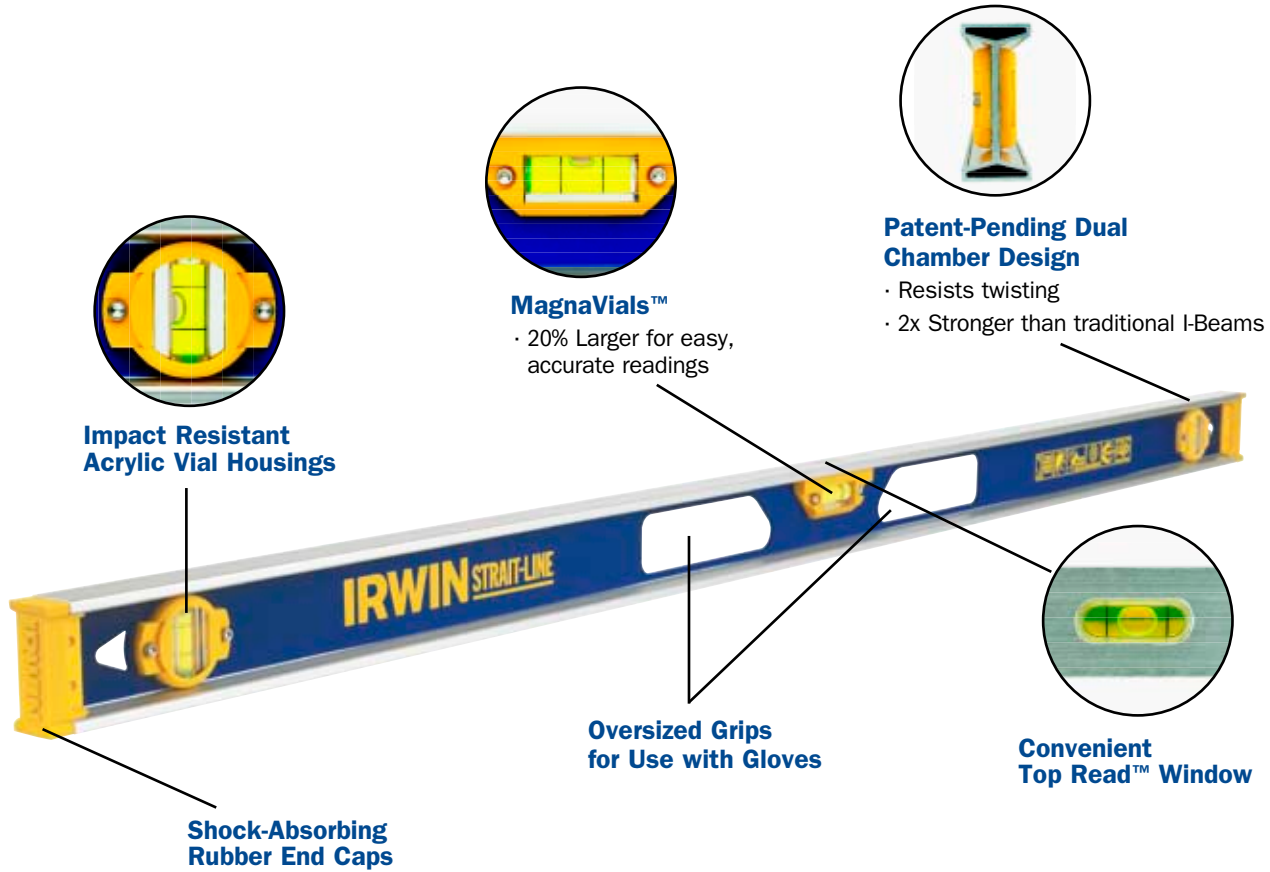 Patent-Pending Dual
Chamber Design
· Resists twisting
· 2x Stronger than traditional I-Beams
MagnaVials™
· 20% Larger for easy,
accurate readings
Impact Resistant
Acrylic Vial Housings
IRWIN STRAIT-LINE
IRWIN
Oversized Grips
for Use with Gloves
Convenient
Top Read™ Window
Shock-Absorbing
Rubber End Caps